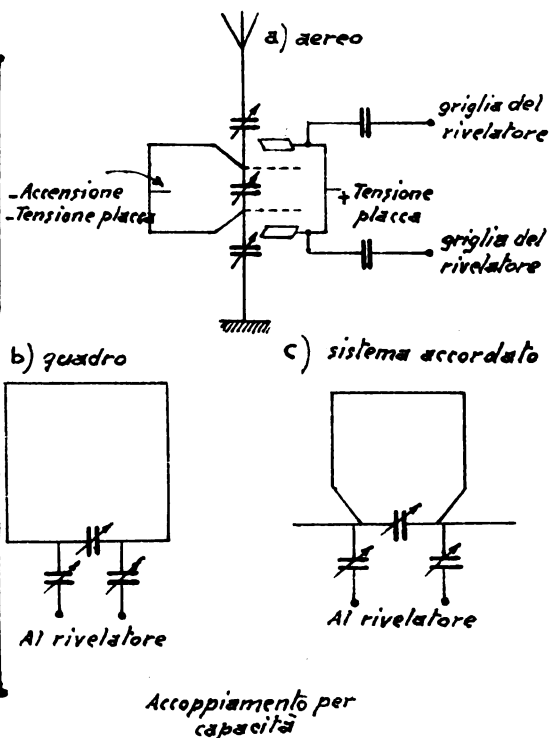 a) aereo
griglia del
rivelatore
- Accensione
- Tensione placca
+ Tensione
placca
griglia del
rivelatore
b) quadro
c) sistema accordato
Al rivelatore
Al rivelatore
Accoppiamento per
capacità